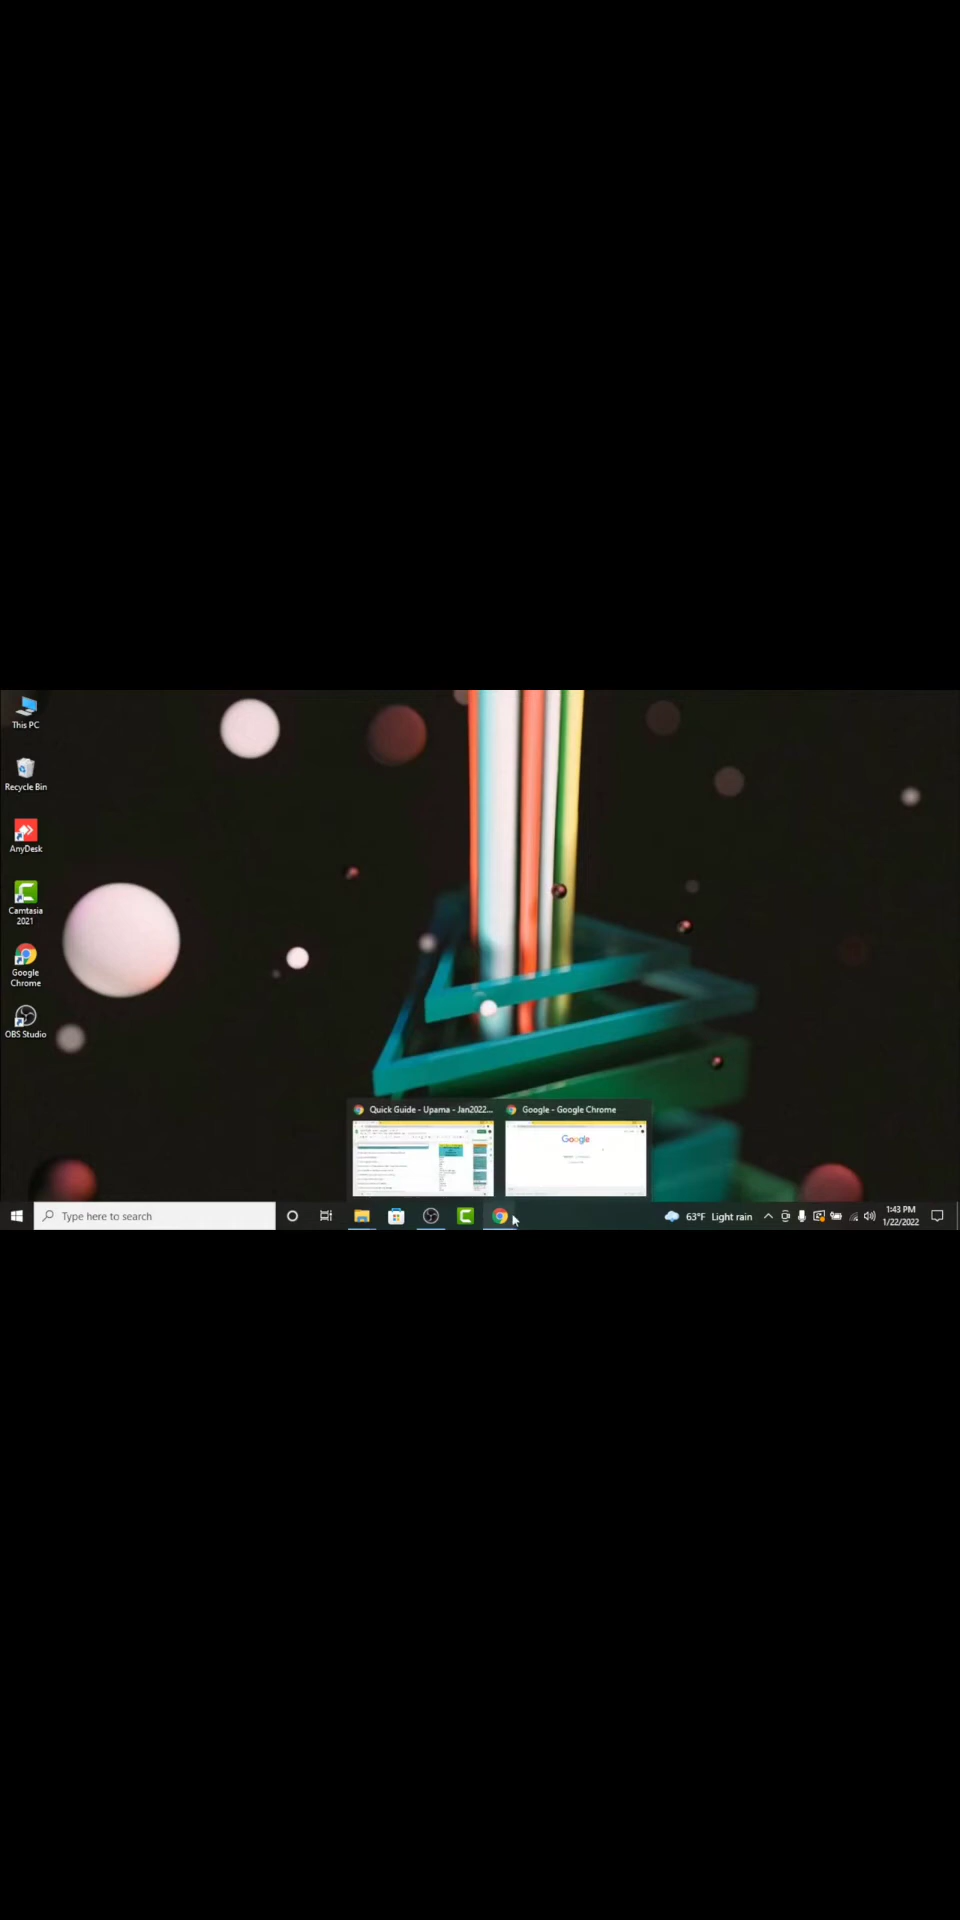 This PC
Recycle Bin
AnyDesk
Camtasia
2021
Google
Chrome
OBS Studio
Quick Guide - Upama - Jan2022...
Google - Google Chrome
Google
Type here to search
63°F Light rain
1:43 PM
1/22/2022